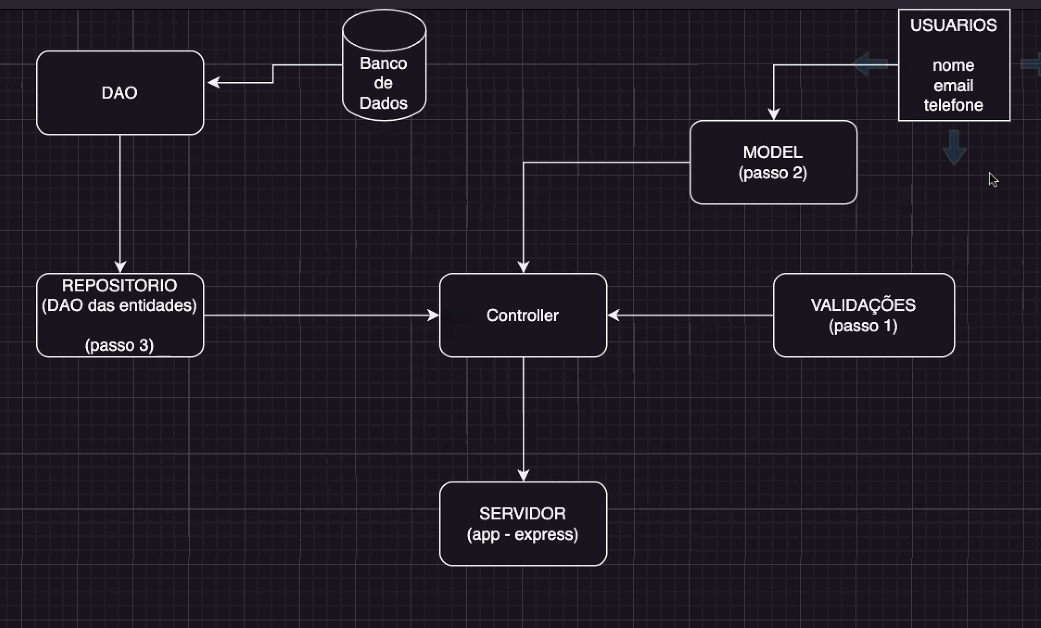 DAO
Banco
de
Dados
USUARIOS
nome
email
telefone
MODEL
(passo 2)
REPOSITORIO
(DAO das entidades)
(passo 3)
Controller
VALIDAÇÕES
(passo 1)
SERVIDOR
(app - express)